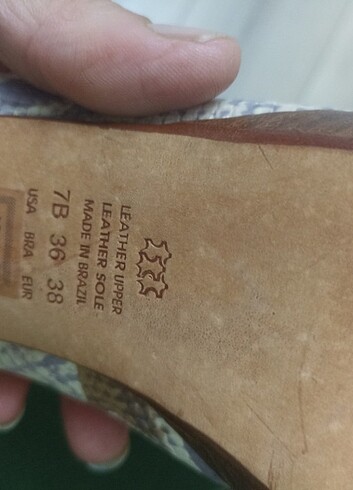 LEATHER UPPER
LEATHER SOLE
MADE IN BRAZIL
7B 36 38
USA BRA EUR